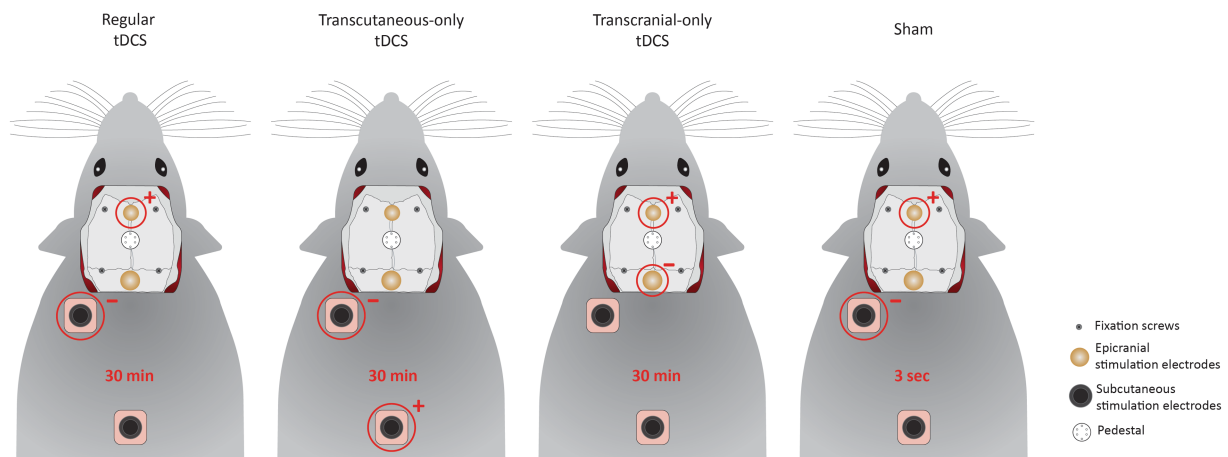 Regular
tDCS
Transcutaneous-only
tDCS
Transcranial-only
tDCS
Sham
+
−
30 min
−
30 min
+
+
−
30 min
+
−
3 sec
Fixation screws
Epicranial
stimulation electrodes
Subcutaneous
stimulation electrodes
Pedestal